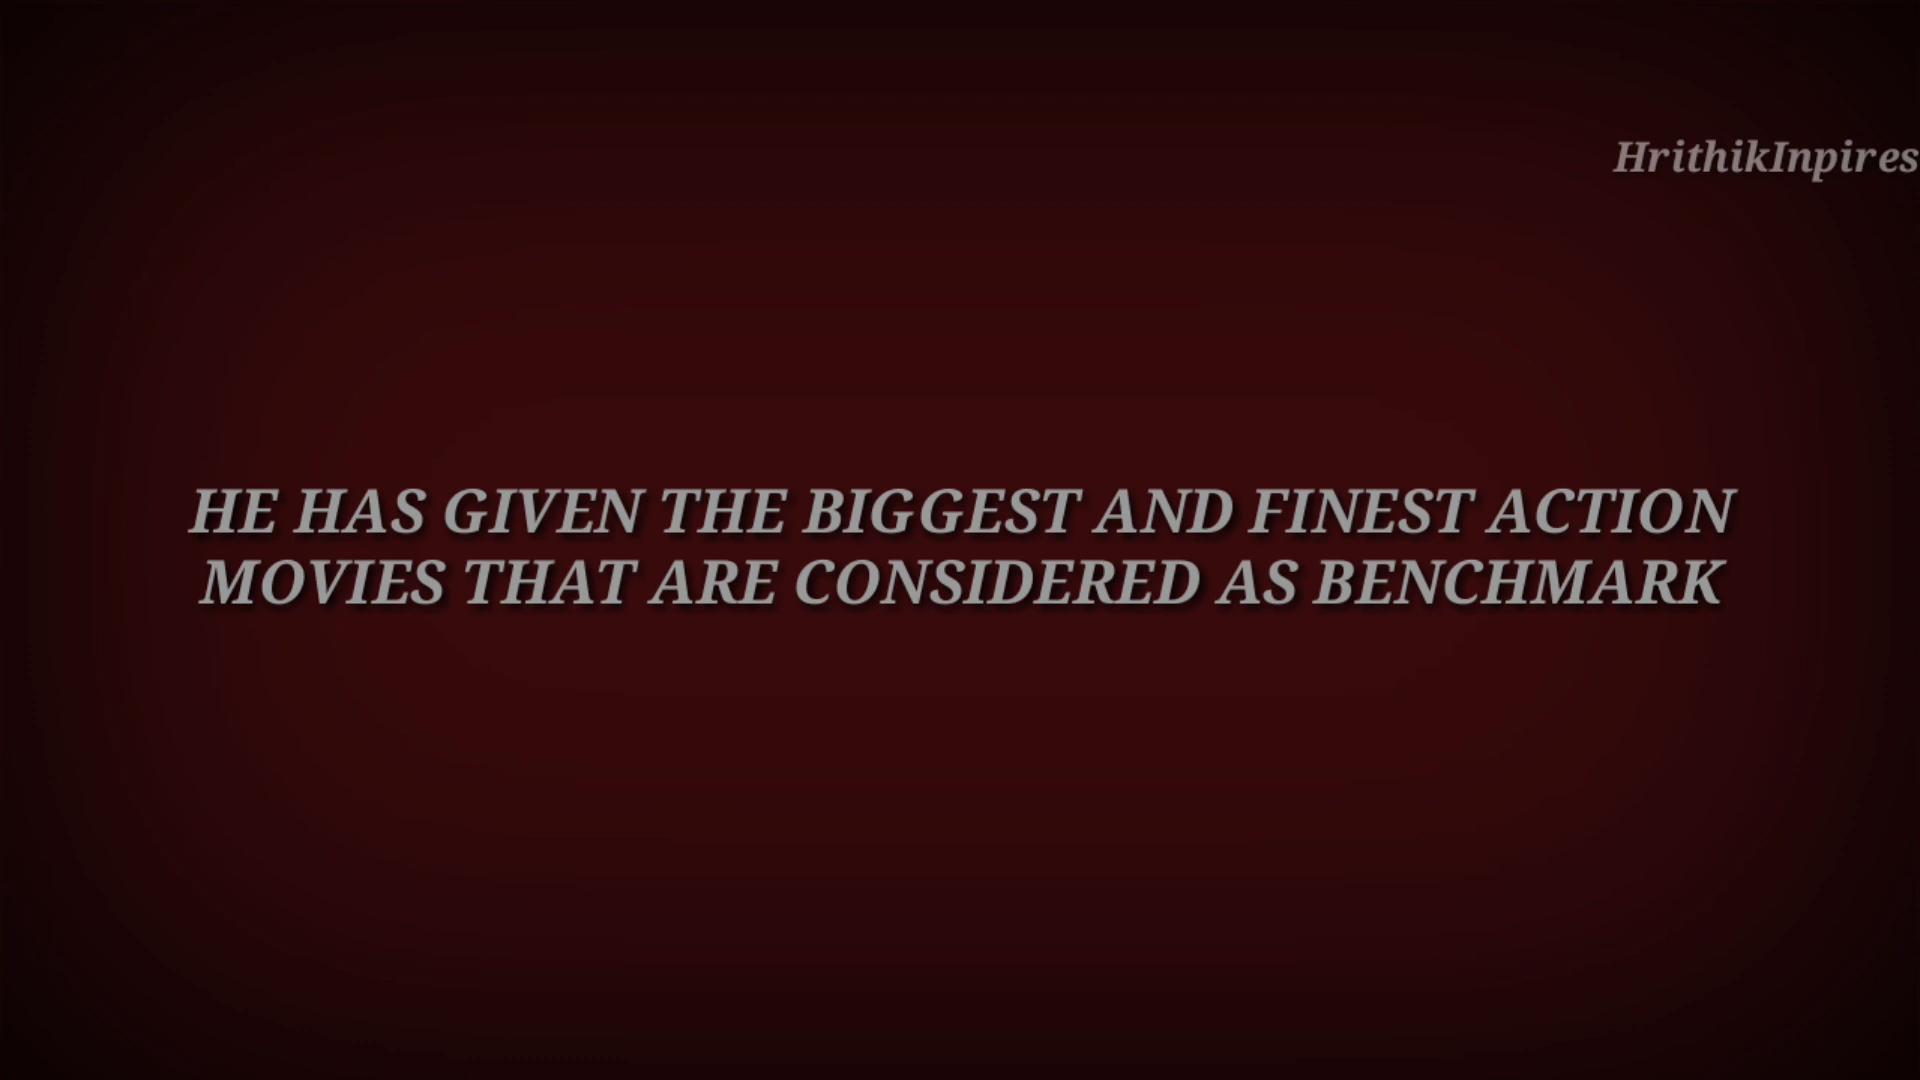 HrithikInpires
HE HAS GIVEN THE BIGGEST AND FINEST ACTION
MOVIES THAT ARE CONSIDERED AS BENCHMARK